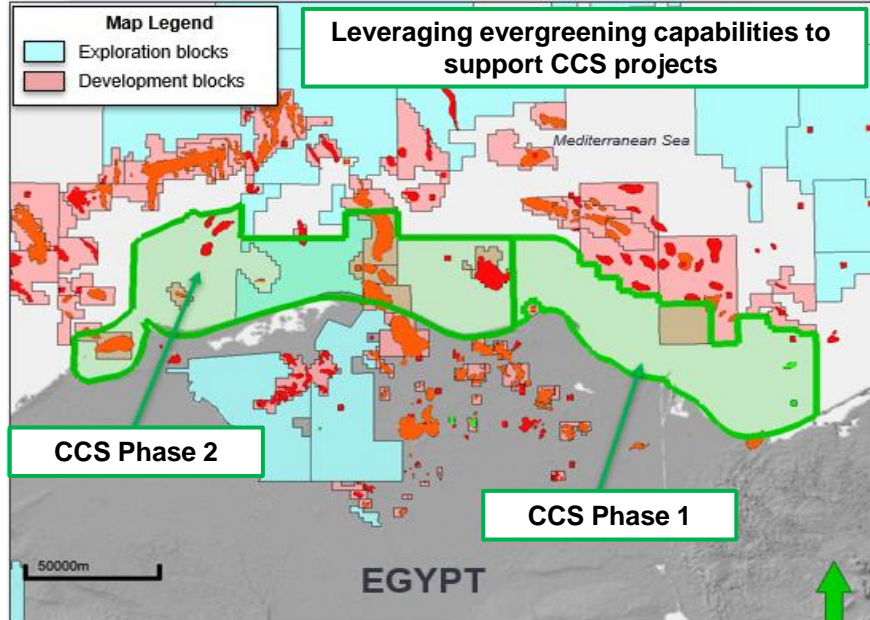 Map Legend
Exploration blocks
Development blocks
Leveraging evergreening capabilities to
support CCS projects
Mediterranean Sea
CCS Phase 2
CCS Phase 1
50000m
EGYPT